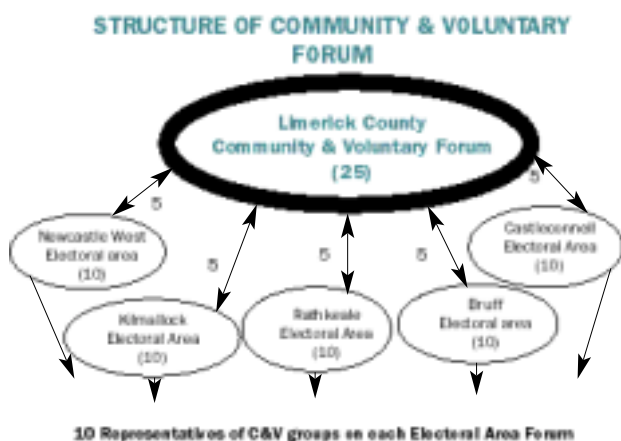 STRUCTURE OF COMMUNITY & VOLUNTARY
FORUM
Limerick County
Community & Voluntary Forum
(25)
5
5
5
5
5
Newcastle West
Electoral area
(10)
Castleconnell
Electoral Area
(10)
Kilmallock
Electoral Area
(10)
Rathkeale
Electoral Area
(10)
Bruff
Electoral area
(10)
10 Representatives of C&V groups on each Electoral Area Forum